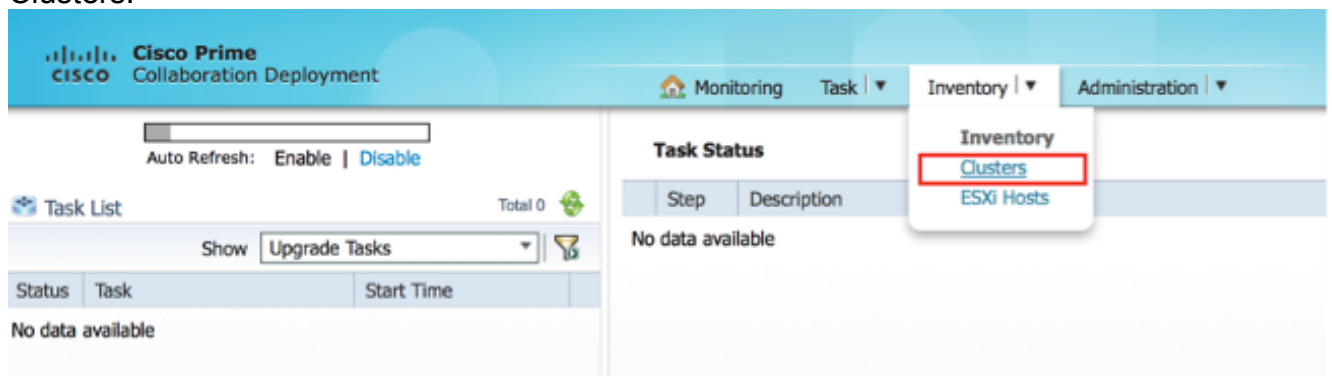 Clusters.
Cisco Prime
CISCO Collaboration Deployment
Monitoring Task Inventory Administration
Auto Refresh: Enable | Disable
Task List Total 0
Show Upgrade Tasks
Status Task Start Time
No data available
Task Status
Step Description
No data available
Inventory
Clusters
ESXi Hosts